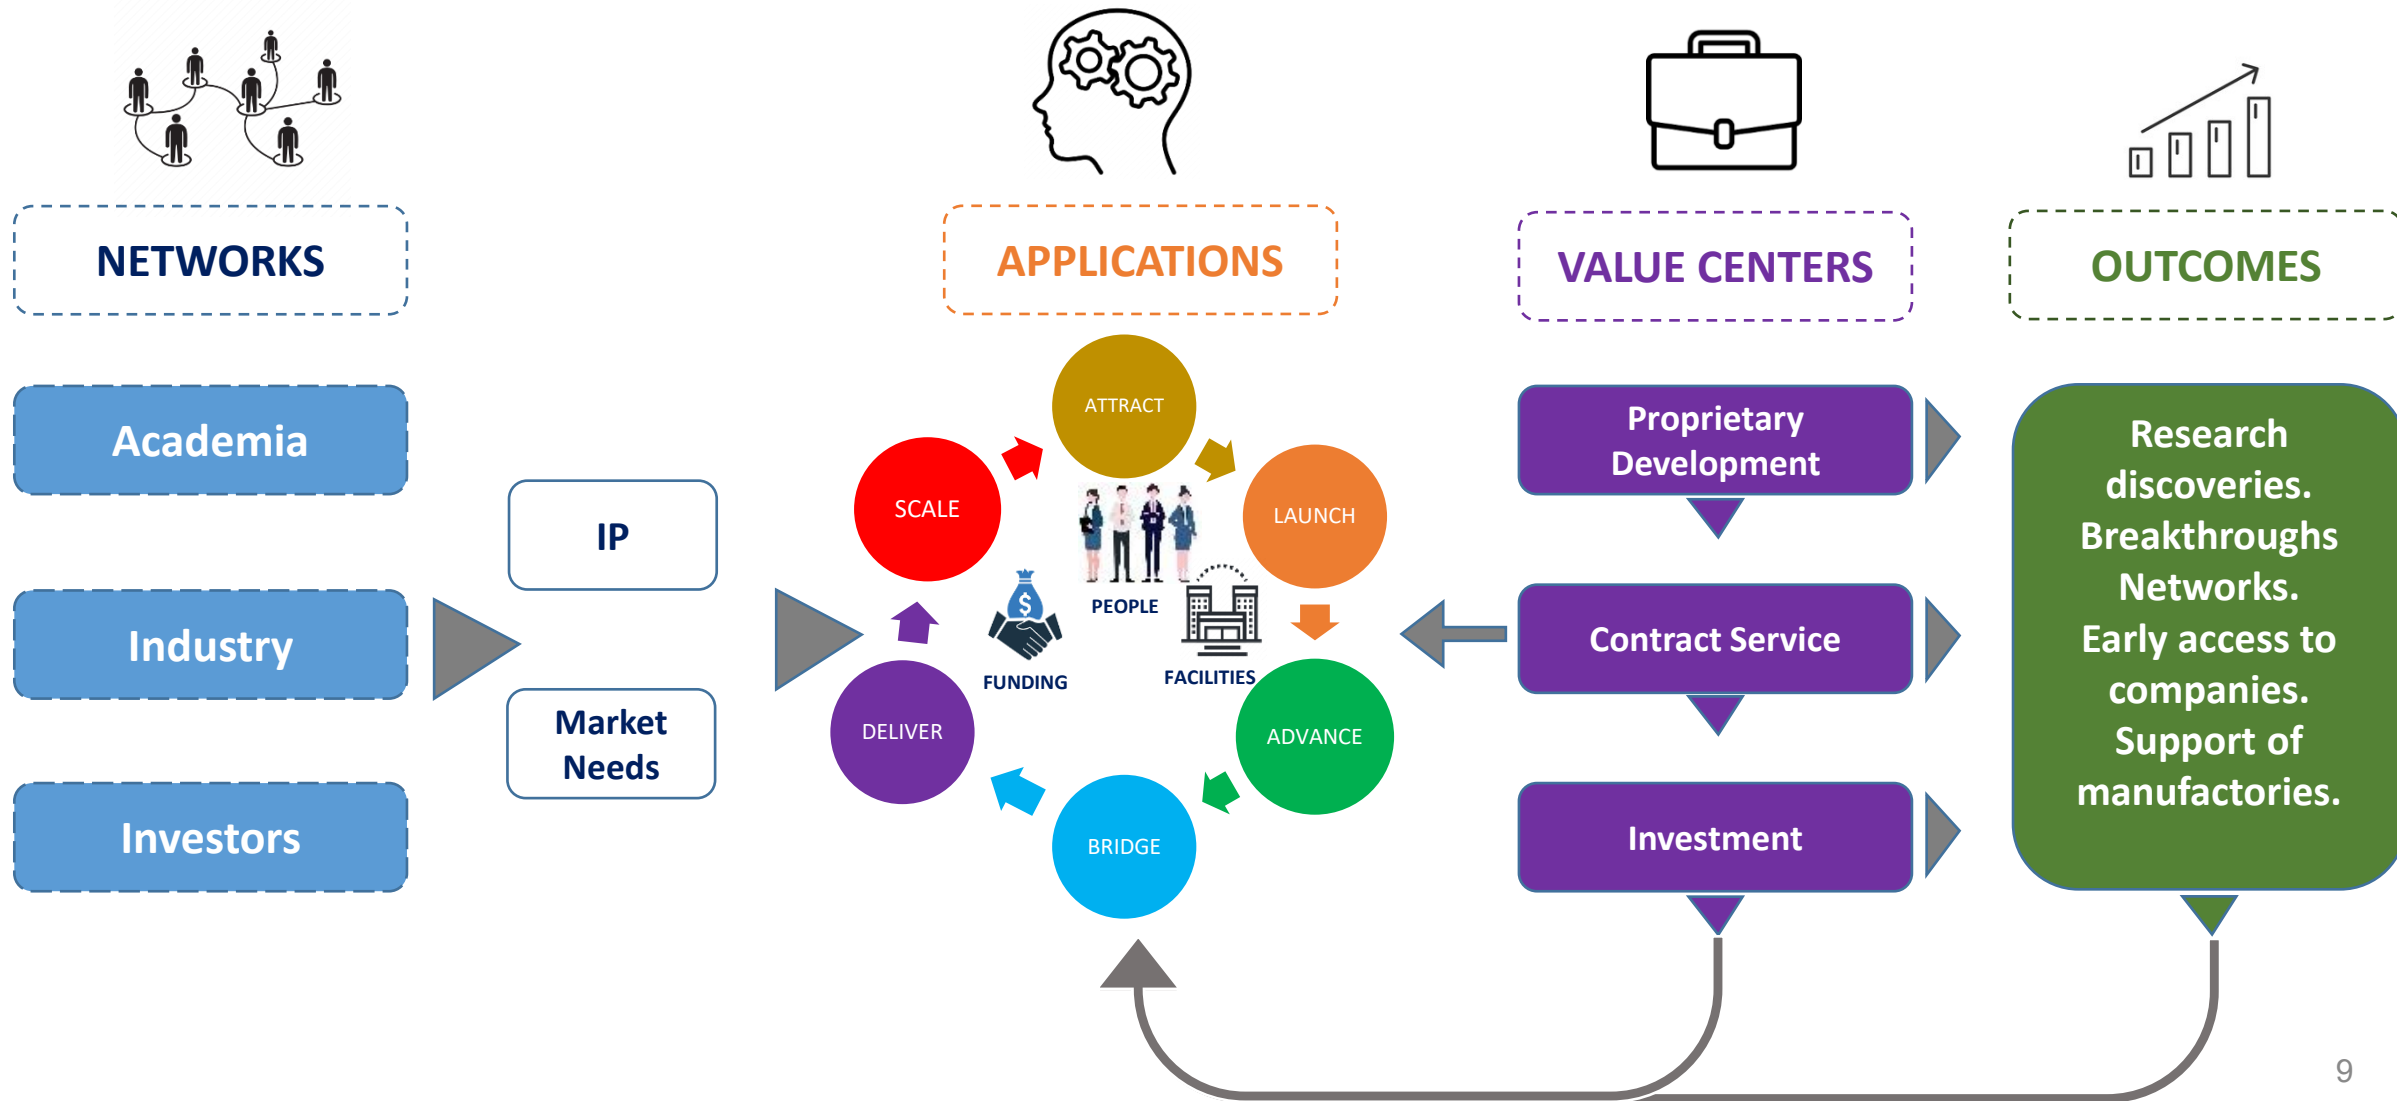 NETWORKS
APPLICATIONS
VALUE CENTERS
OUTCOMES
Academia
Industry
Investors
IP
Market
Needs
ATTRACT
LAUNCH
ADVANCE
BRIDGE
DELIVER
SCALE
PEOPLE
FUNDING
FACILITIES
$
Proprietary
Development
Contract Service
Investment
Research
discoveries.
Breakthroughs
Networks.
Early access to
companies.
Support of
manufactories.
9